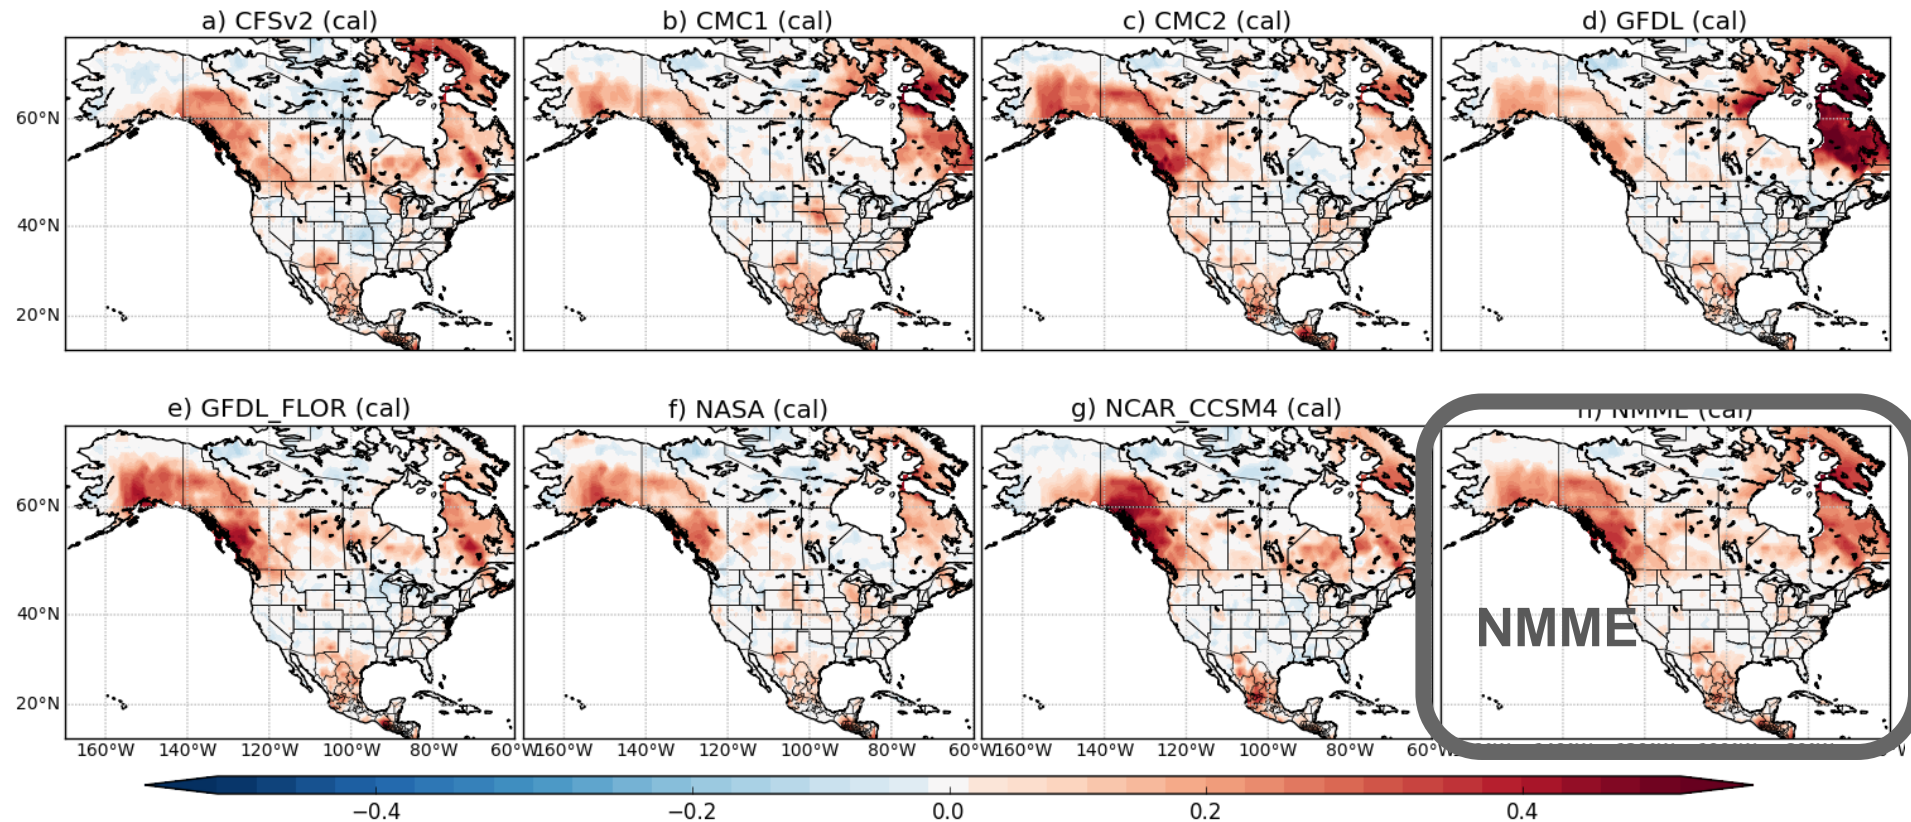 a) CFSv2 (cal) b) CMC1 (cal) c) CMC2 (cal) d) GFDL (cal)
60°N
40°N
20°N
e) GFDL_FLOR (cal) f) NASA (cal) g) NCAR_CCSM4 (cal) h) NMME (cal)
60°N
40°N
NMME
20°N
160°W 140°W 120°W 100°W 80°W 60°W 160°W 140°W 120°W 100°W 80°W 60°W 160°W 140°W 120°W 100°W 80°W 60°W
−0.4 −0.2 0.0 0.2 0.4